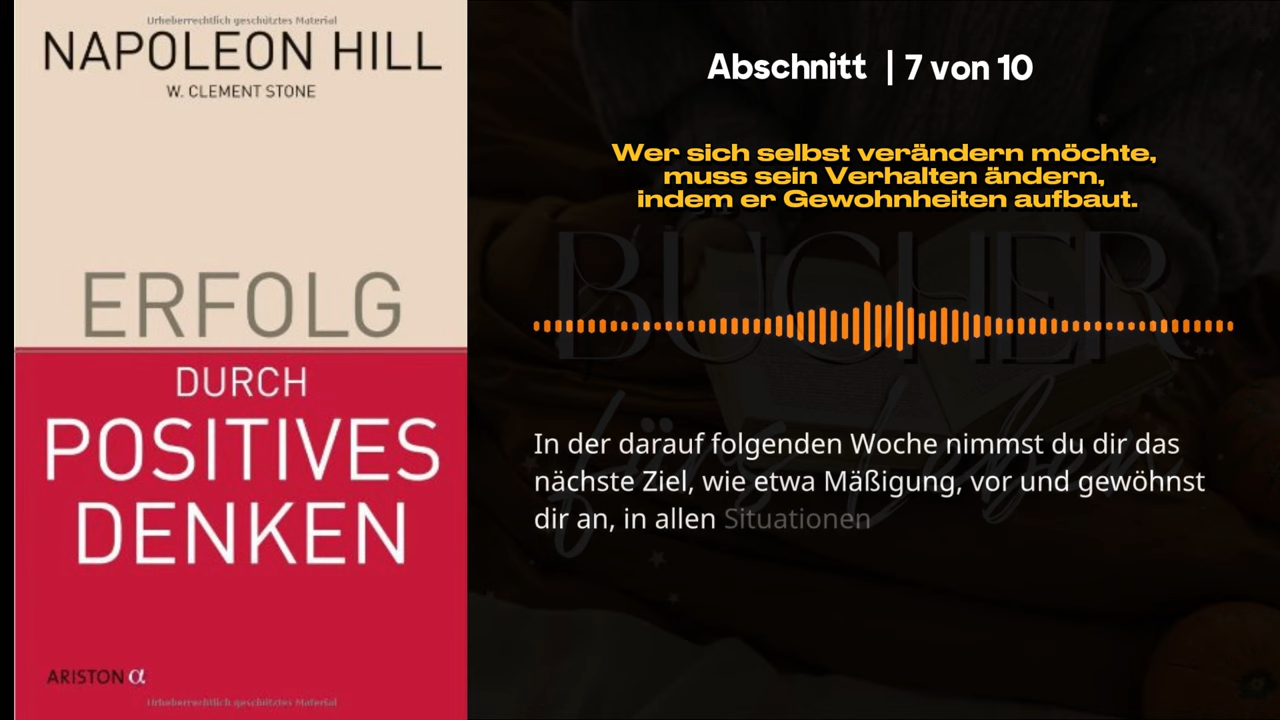 Urheberrechtlich geschütztes Material
NAPOLEON HILL
W. CLEMENT STONE
ERFOLG
DURCH
POSITIVES
DENKEN
ARISTON α
Urheberrechtlich geschütztes Material
Abschnitt | 7 von 10
Wer sich selbst verändern möchte,
muss sein Verhalten ändern,
indem er Gewohnheiten aufbaut.
BÜCHER
In der darauf folgenden Woche nimmst du dir das
nächste Ziel, wie etwa Mäßigung, vor und gewöhnst
dir an, in allen Situationen